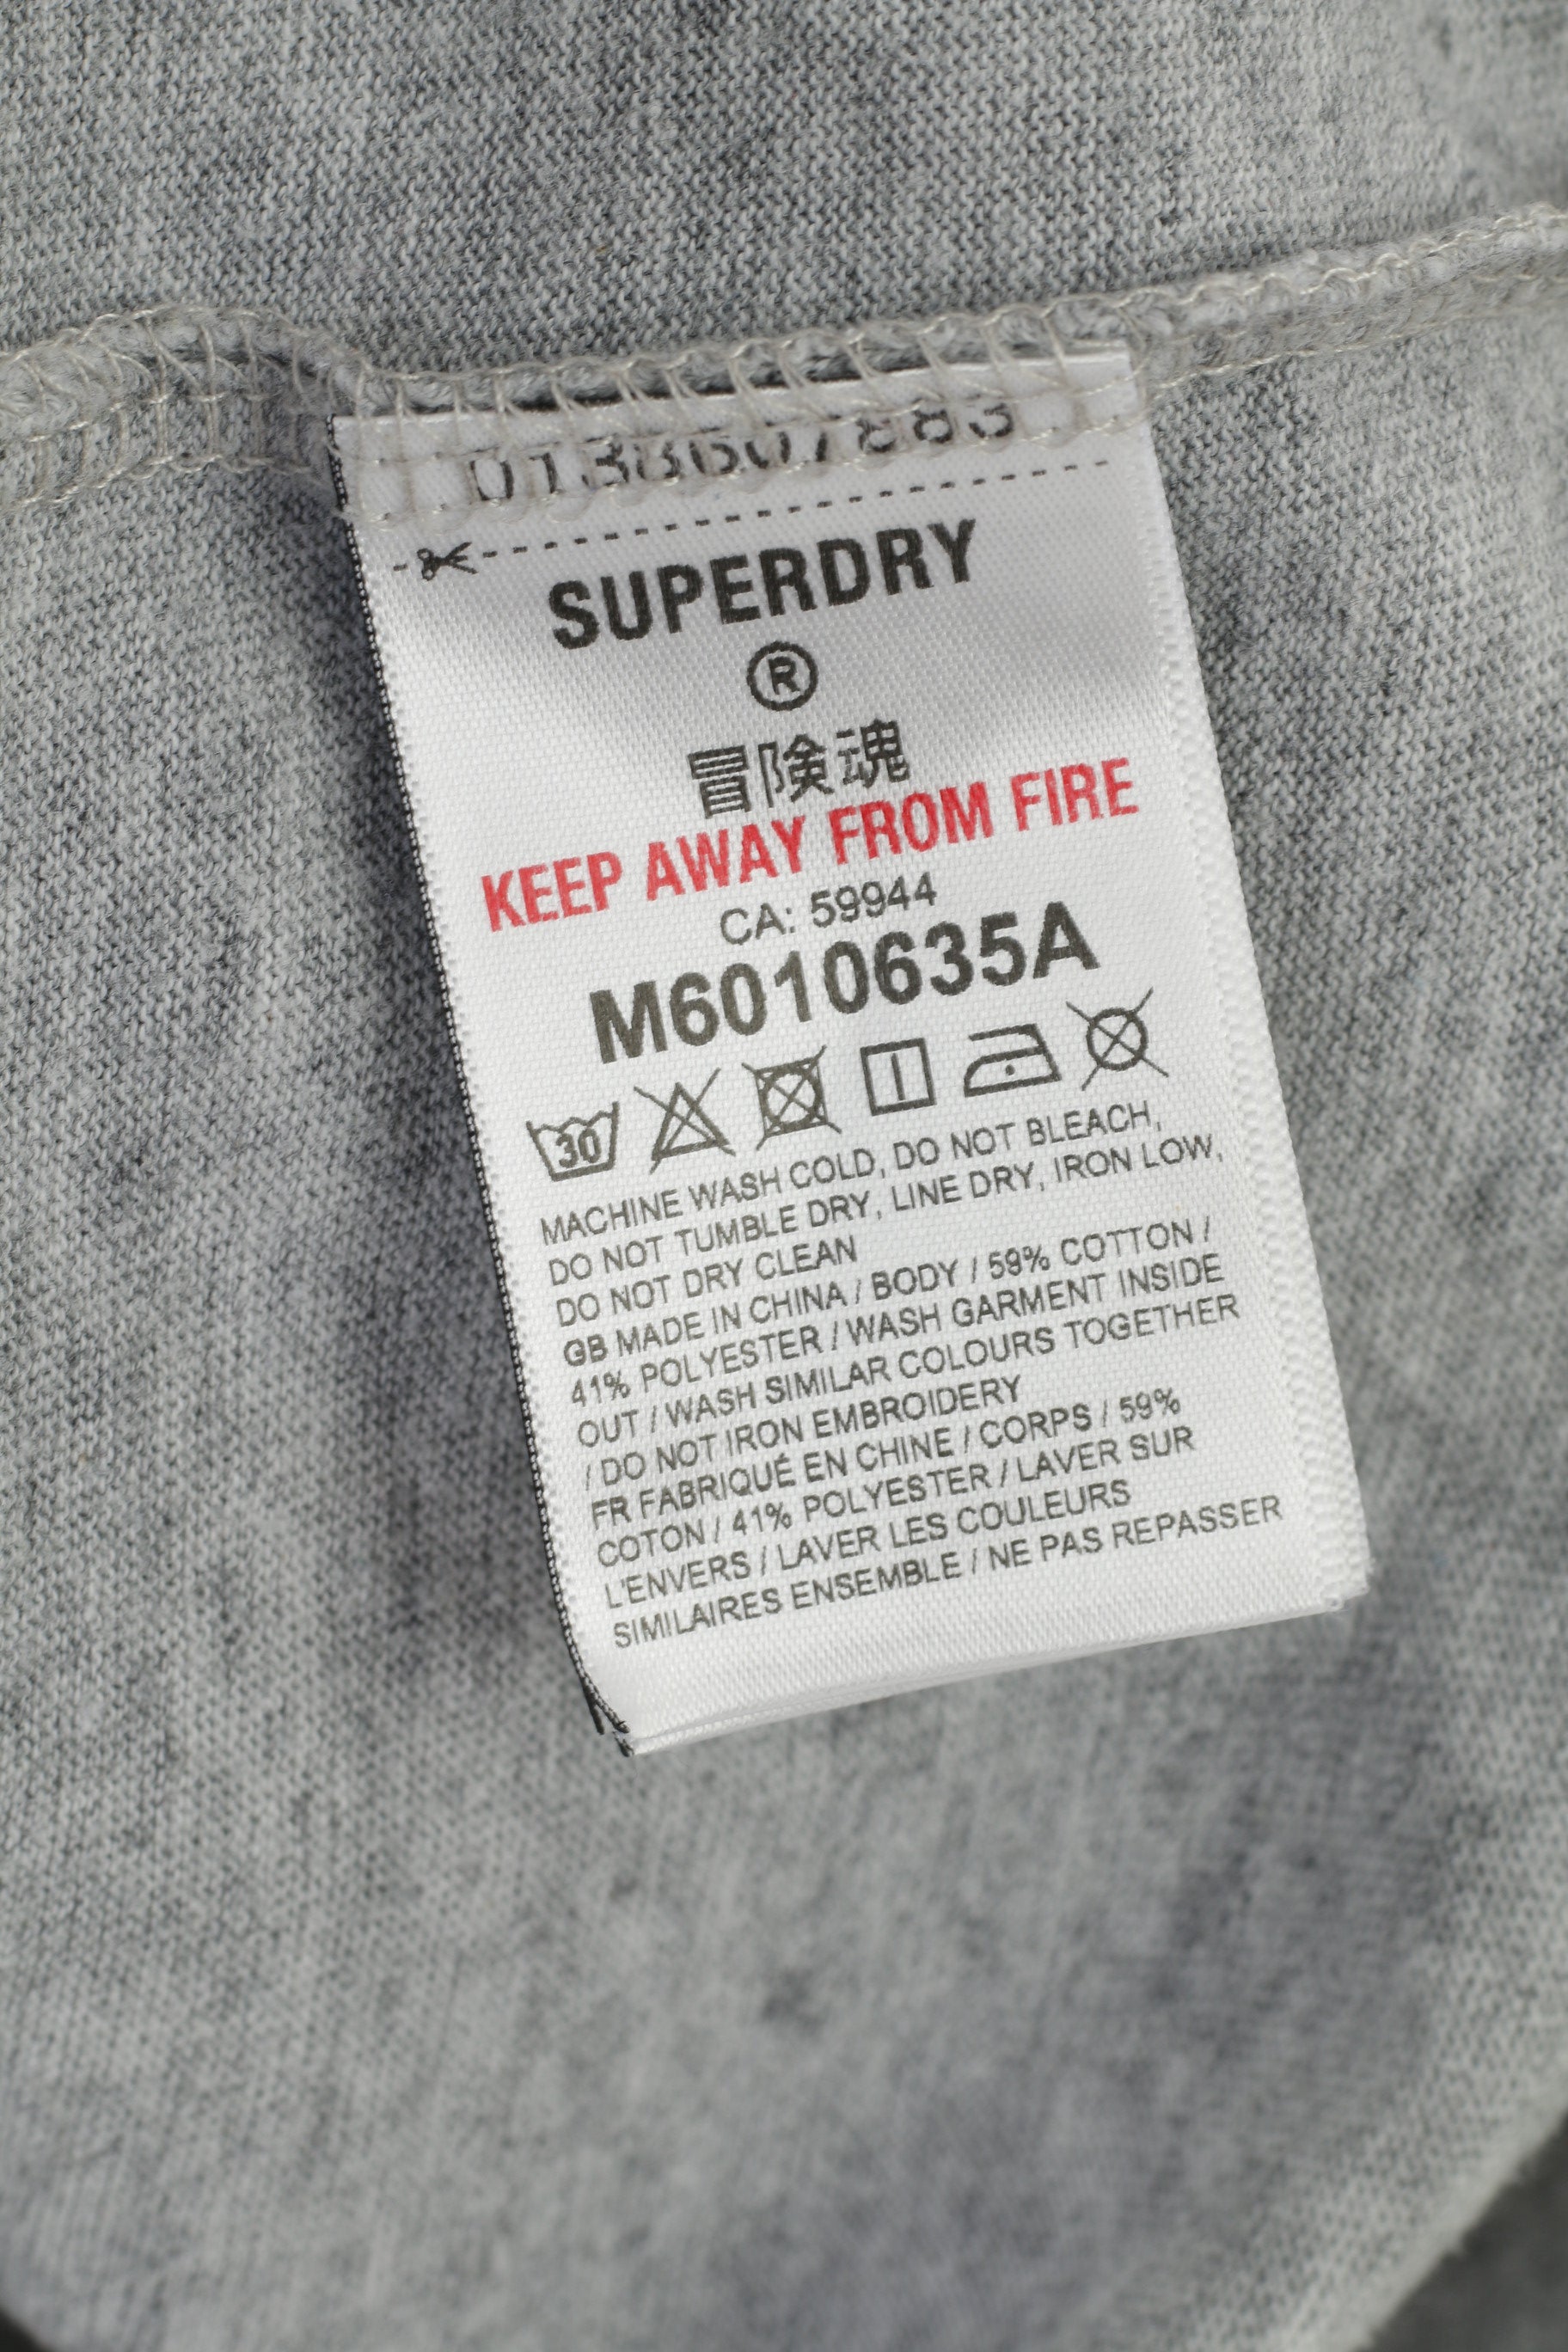 SUPERDRY
®
冒険魂
KEEP AWAY FROM FIRE
CA: 59944
M6010635A
30
MACHINE WASH COLD, DO NOT BLEACH,
DO NOT TUMBLE DRY, LINE DRY, IRON LOW,
DO NOT DRY CLEAN
GB MADE IN CHINA / BODY / 59% COTTON /
41% POLYESTER / WASH GARMENT INSIDE
OUT / WASH SIMILAR COLOURS TOGETHER
/ DO NOT IRON EMBROIDERY
FR FABRIQUÉ EN CHINE / CORPS / 59%
COTON / 41% POLYESTER / LAVER SUR
L'ENVERS / LAVER LES COULEURS
SIMILAIRES ENSEMBLE / NE PAS REPASSER